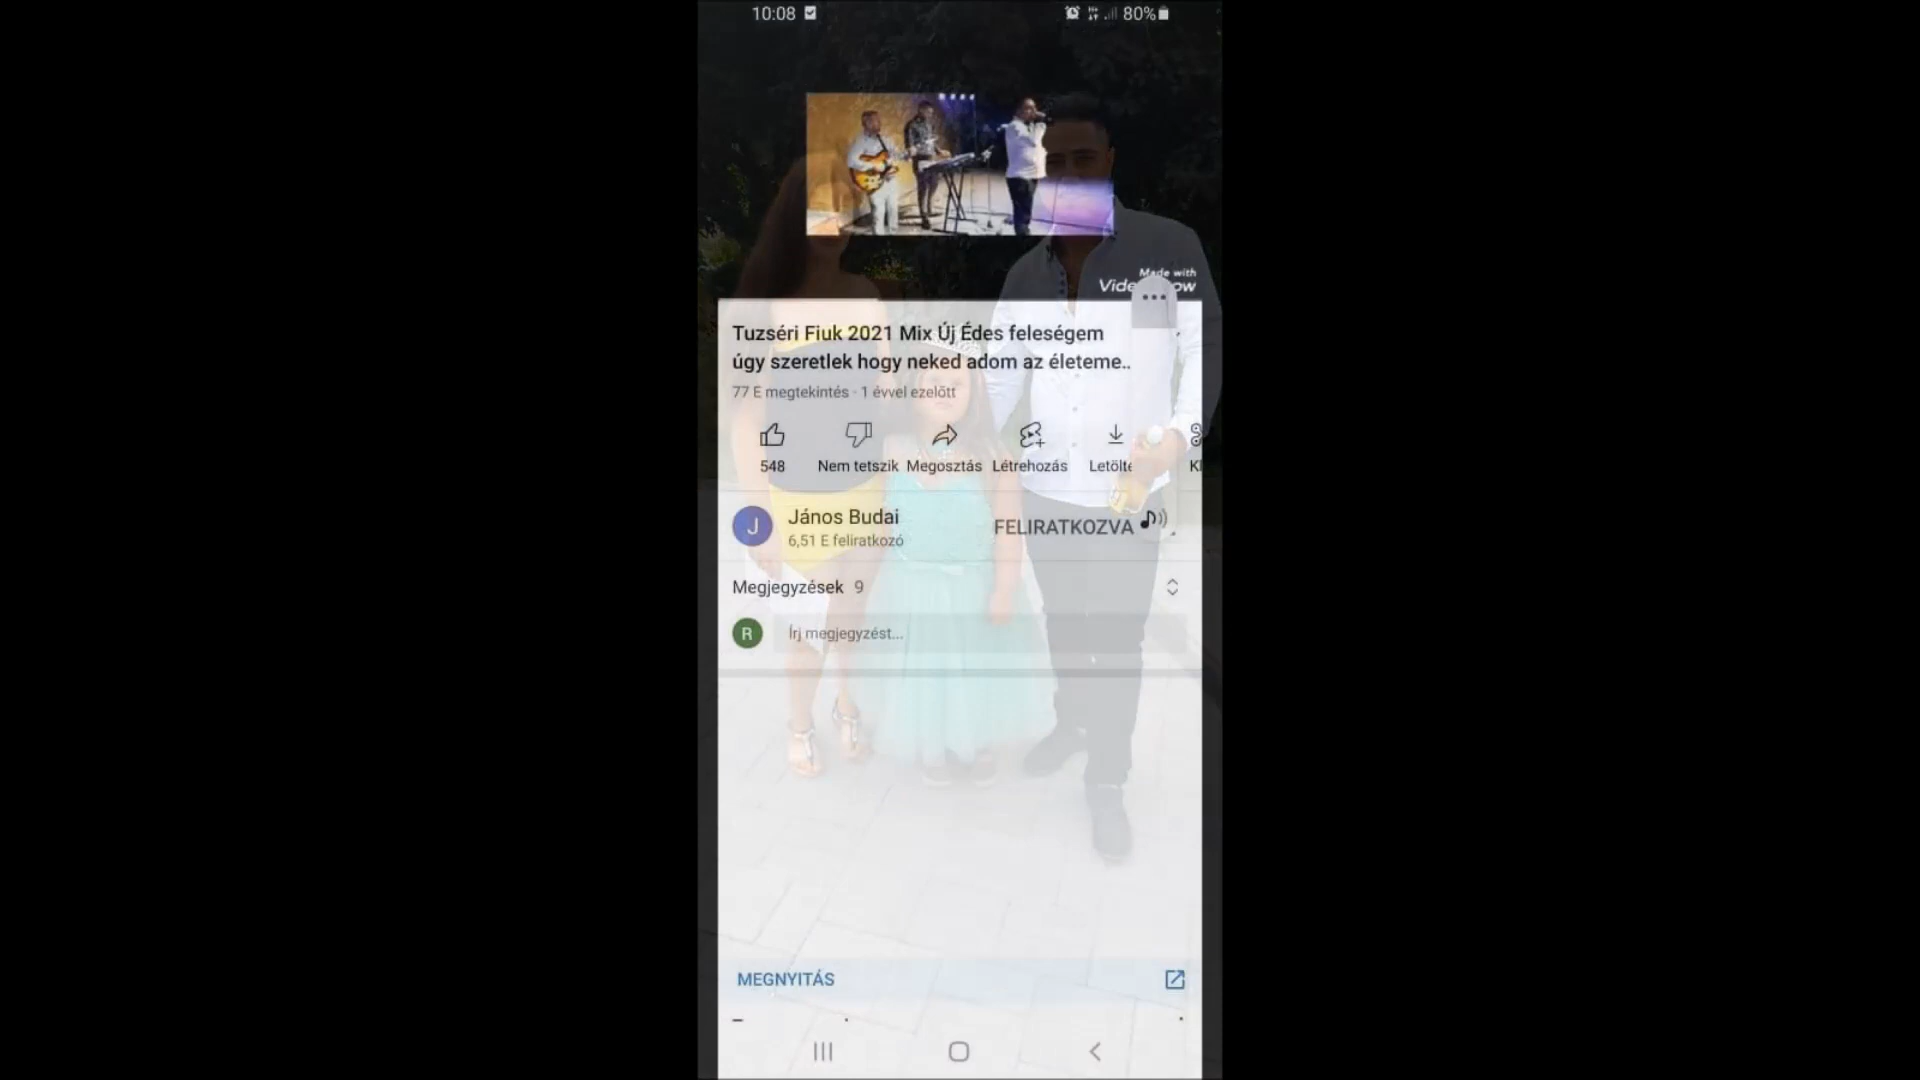 10:08
80%
Made with
Tuzséri Fiuk 2021 Mix Új Édes feleségem
úgy szeretlek hogy neked adom az életeme..
77 E megtekintés · 1 évvel ezelőtt
548 Nem tetszik Megosztás Létrehozás Letölté
J
János Budai
6,51 E feliratkozó
FELIRATKOZVA
Megjegyzések 9
R
Írj megjegyzést...
MEGNYITÁS